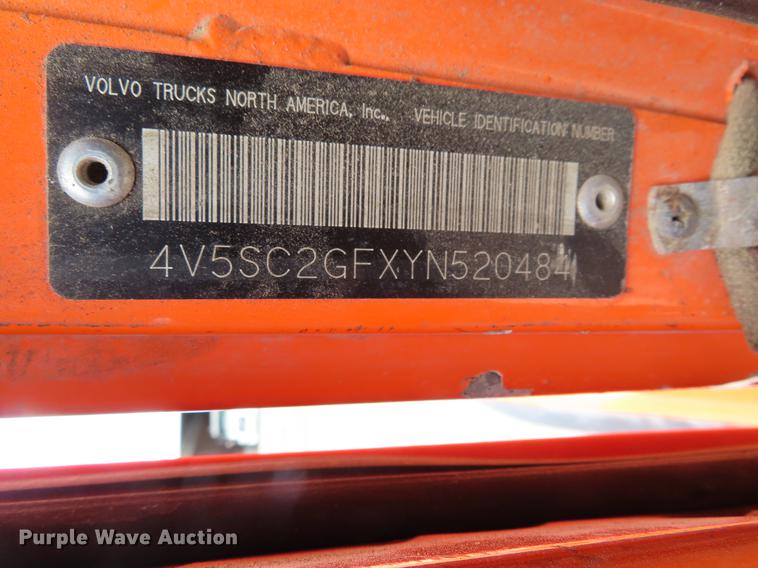 VOLVO TRUCKS NORTH AMERICA, Inc., VEHICLE IDENTIFICATION NUMBER
4V5SC2GFXYN520484
Purple Wave Auction